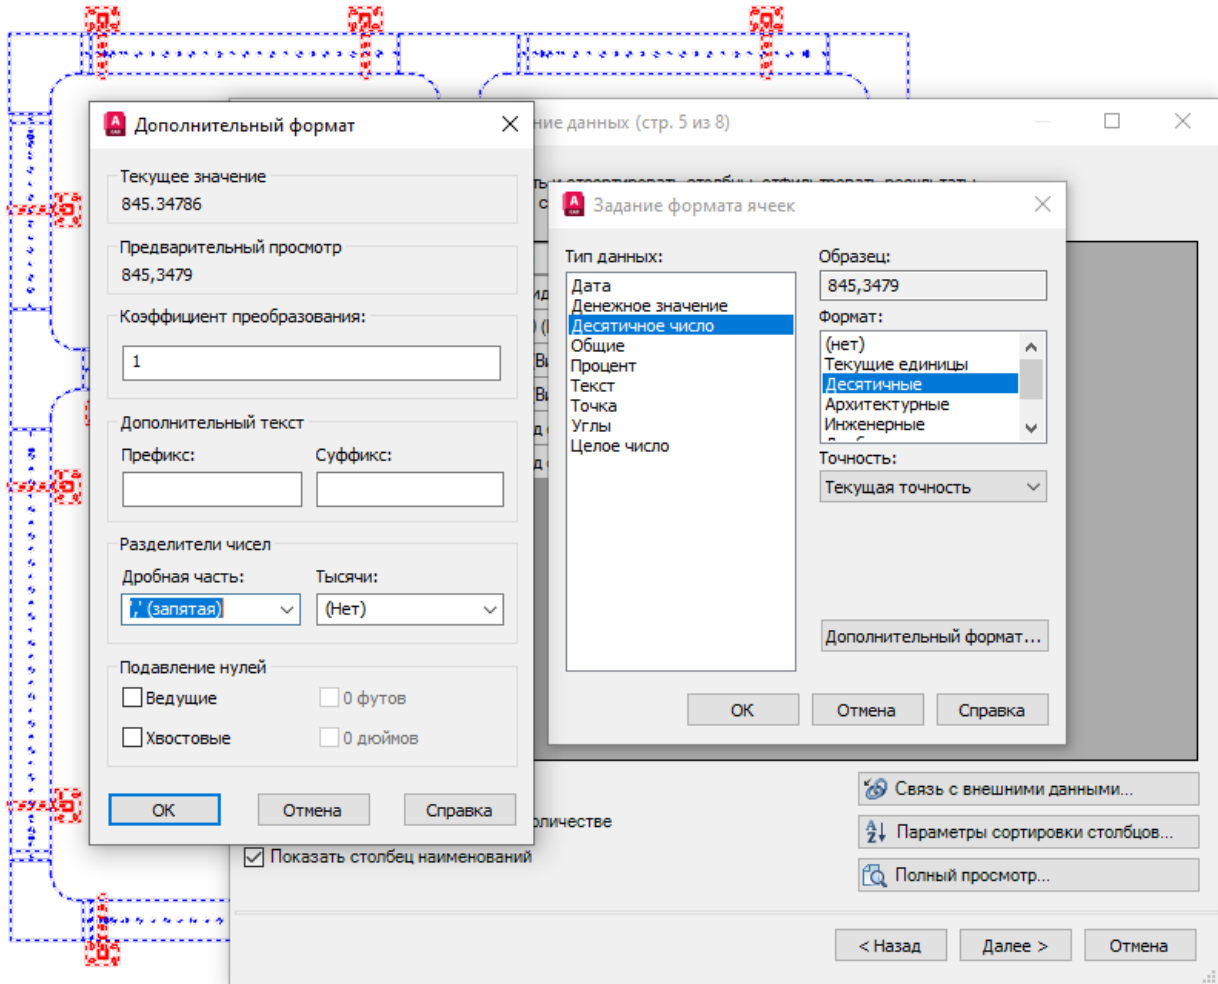 Дополнительный формат
Текущее значение
845.34786
Предварительный просмотр
845,3479
Коэффициент преобразования:
1
Дополнительный текст
Префикс:
Суффикс:
Разделители чисел
Дробная часть:
Тысячи:
',' (запятая)
(Нет)
Подавление нулей
Ведущие
0 футов
Хвостовые
0 дюймов
ОК
Отмена
Справка
ние данных (стр. 5 из 8)
Задание формата ячеек
Тип данных:
Дата
Денежное значение
Десятичное число
Общие
Процент
Текст
Точка
Углы
Целое число
Образец:
845,3479
Формат:
(нет)
Текущие единицы
Десятичные
Архитектурные
Инженерные
Точность:
Текущая точность
Дополнительный формат...
ОК
Отмена
Справка
оличестве
Показать столбец наименований
Связь с внешними данными...
Параметры сортировки столбцов...
Полный просмотр...
< Назад
Далее >
Отмена